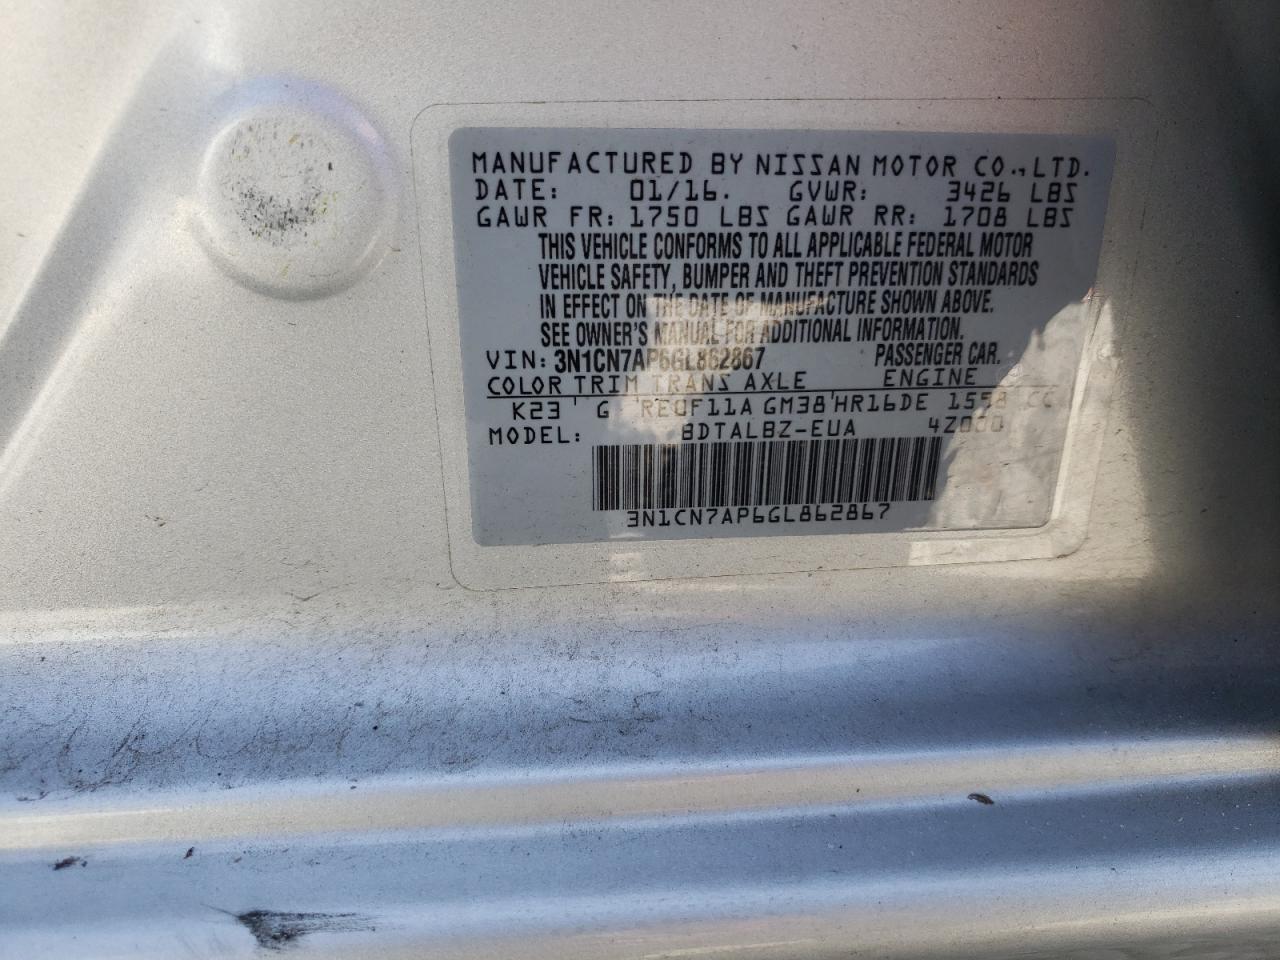 MANUFACTURED BY NISSAN MOTOR CO., LTD.
DATE: 01/16. GVWR: 3426 LBS
GAWR FR: 1750 LBS GAWR RR: 1708 LBS
THIS VEHICLE CONFORMS TO ALL APPLICABLE FEDERAL MOTOR
VEHICLE SAFETY, BUMPER AND THEFT PREVENTION STANDARDS
IN EFFECT ON THE DATE OF MANUFACTURE SHOWN ABOVE.
SEE OWNER'S MANUAL FOR ADDITIONAL INFORMATION.
VIN: 3N1CN7AP6GL862867 PASSENGER CAR.
COLOR TRIM TRANS AXLE ENGINE
K23 G RE0F11A GM38 HR16DE 1598 CC
MODEL: BDTALBZ-EUA 4Z000
3N1CN7AP6GL862867